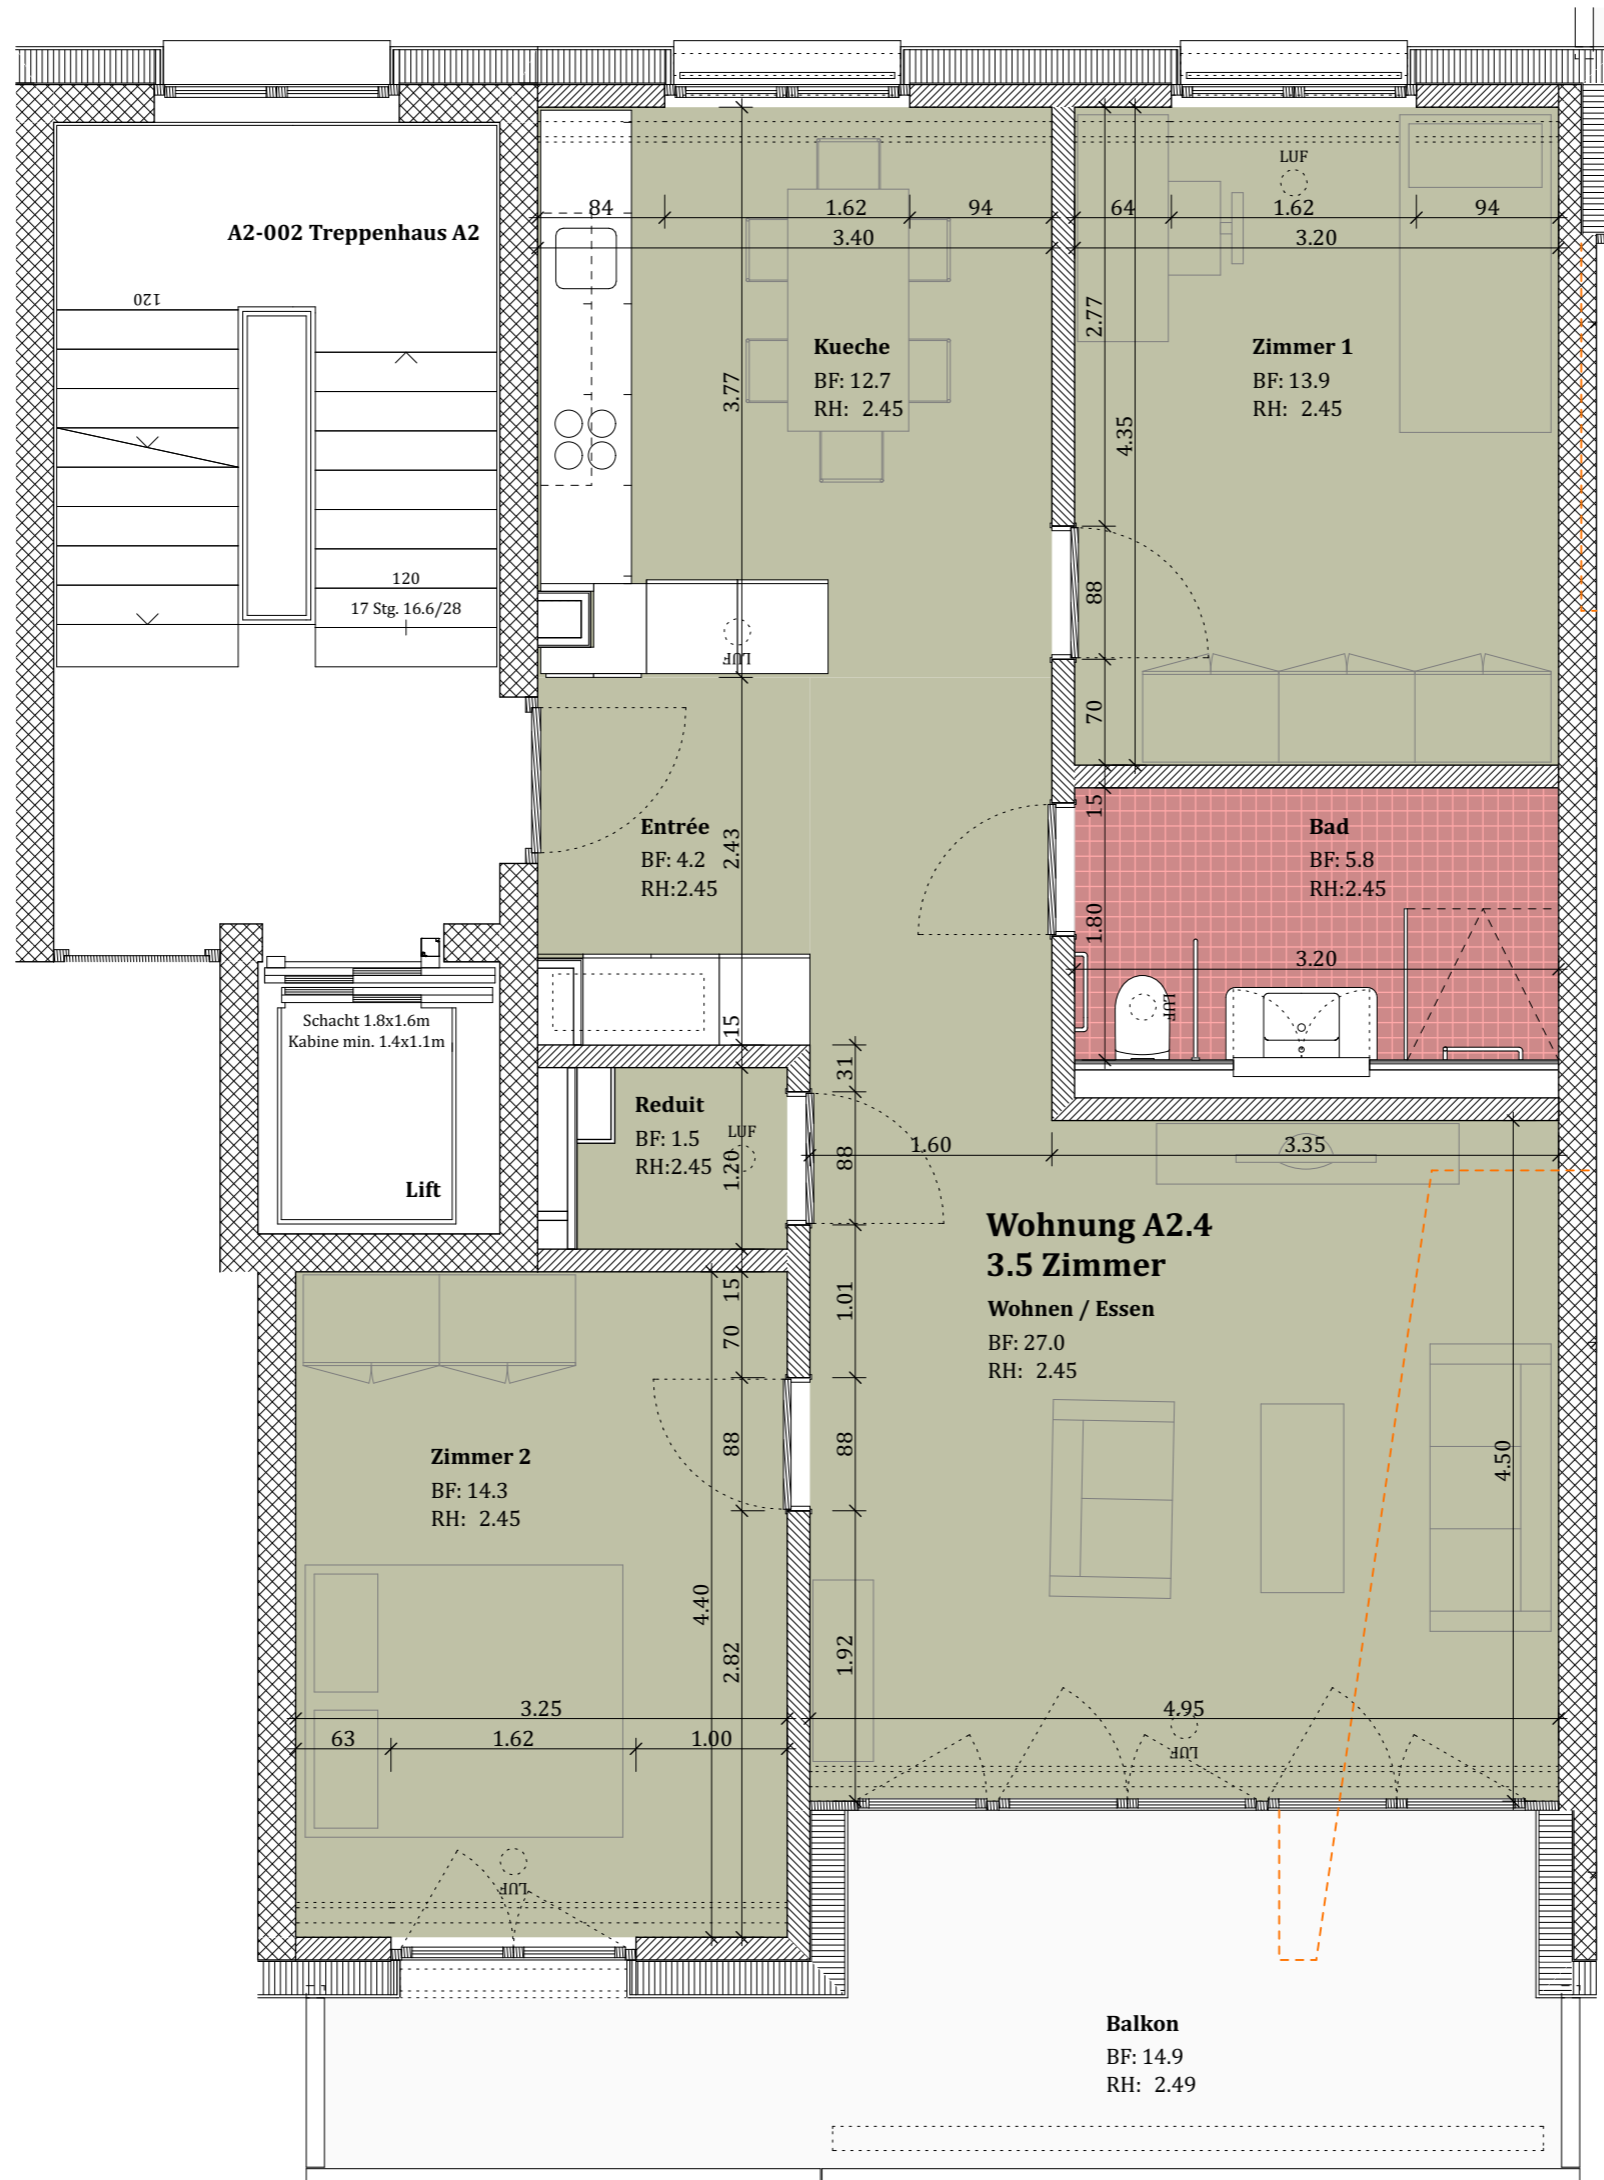 A2-002 Treppenhaus A2
120
120
17 Stg. 16.6/28
84
1.62
94
3.40
3.77
Kueche
BF: 12.7
RH: 2.45
LUF
LUF
64
1.62
94
3.20
2.77
4.35
88
70
Zimmer 1
BF: 13.9
RH: 2.45
Entrée
BF: 4.2
RH:2.45
2.43
15
Bad
BF: 5.8
RH:2.45
15
1.80
3.20
LUF
Schacht 1.8x1.6m
Kabine min. 1.4x1.1m
Lift
Reduit
BF: 1.5
RH:2.45
LUF
1.20
31
88
1.60
3.35
Wohnung A2.4
3.5 Zimmer
Wohnen / Essen
BF: 27.0
RH: 2.45
15
70
88
1.01
88
1.92
4.50
4.95
LUF
Zimmer 2
BF: 14.3
RH: 2.45
4.40
2.82
3.25
63
1.62
1.00
LUF
Balkon
BF: 14.9
RH: 2.49